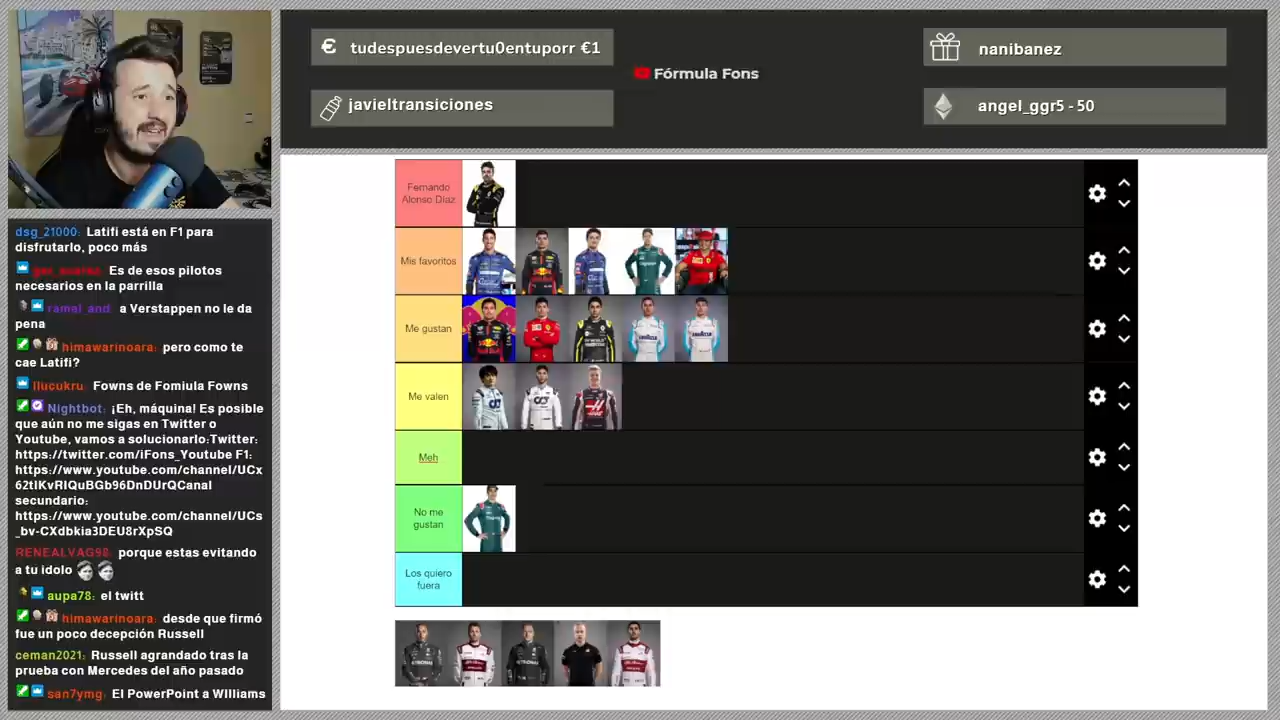 € tudespuesdevertu0entuporr €1
javieltransiciones
Fórmula Fons
nanibanez
angel_ggr5 - 50
dsg_21000: Latifi está en F1 para
disfrutarlo, poco más
Es de esos pilotos
necesarios en la parrilla
ramal_and: a Verstappen no le da
pena
himawarinoara: pero como te
cae Latifi?
llucukru: Fowns de Fomiula Fowns
Nightbot: ¡Eh, máquina! Es posible
que aún no me sigas en Twitter o
Youtube, vamos a solucionarlo:Twitter:
https://twitter.com/iFons_Youtube F1:
https://www.youtube.com/channel/UCx
62tIKvRIQuBGb96DnDUrQCanal
secundario:
https://www.youtube.com/channel/UCs
_bv-CXdbkia3DEU8rXpSQ
RENEALVAG98: porque estas evitando
a tu idolo
aupa78: el twitt
himawarinoara: desde que firmó
fue un poco decepción Russell
ceman2021: Russell agrandado tras la
prueba con Mercedes del año pasado
san7ymg: El PowerPoint a WIlliams
Fernando
Alonso Díaz
Mis favoritos
Me gustan
Me valen
Meh
No me
gustan
Los quiero
fuera